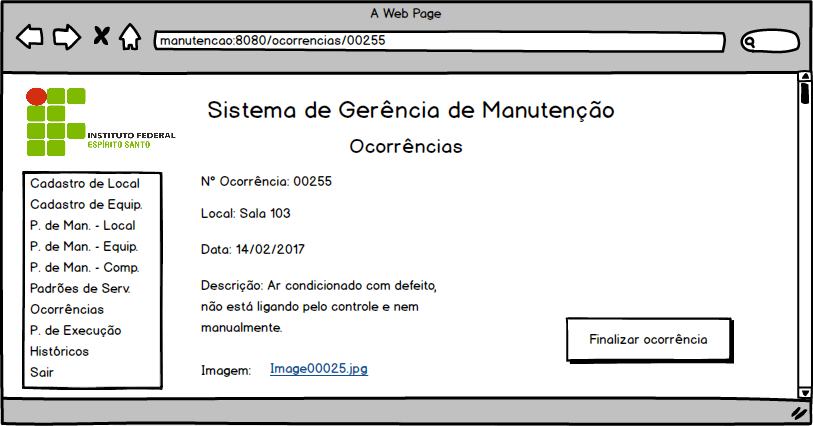 A Web Page
manutencao:8080/ocorrencias/00255
INSTITUTO FEDERAL
ESPÍRITO SANTO
Sistema de Gerência de Manutenção
Ocorrências
Cadastro de Local
Cadastro de Equip.
P. de Man. - Local
P. de Man. - Equip.
P. de Man. - Comp.
Padrões de Serv.
Ocorrências
P. de Execução
Históricos
Sair
N° Ocorrência: 00255
Local: Sala 103
Data: 14/02/2017
Descrição: Ar condicionado com defeito,
não está ligando pelo controle e nem
manualmente.
Imagem: Image00025.jpg
Finalizar ocorrência